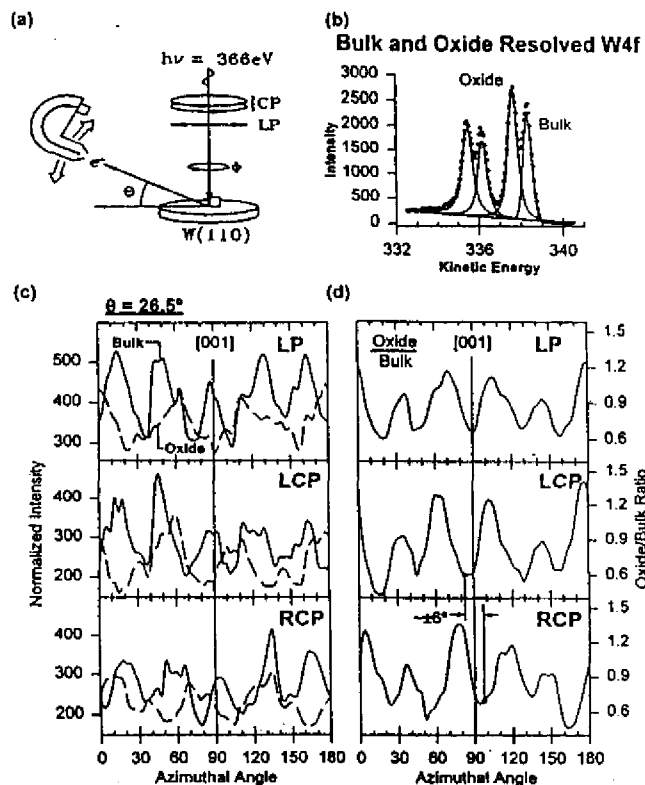 (a)
hν = 366eV
CP
LP
ϕ
e-
θ
W(110)
(b)
Bulk and Oxide Resolved W4f
Oxide
Bulk
Intensity
3000
2500
2000
1500
1000
500
0
332
336
340
Kinetic Energy
(c)
θ = 26.5°
Bulk
[001]
LP
Oxide
500
400
300
LCP
400
300
200
RCP
400
300
200
Normalized Intensity
0
30
60
90
120
150
180
Azimuthal Angle
(d)
Oxide
Bulk
[001]
LP
1.5
1.2
0.9
0.6
LCP
1.5
1.2
0.9
0.6
~16°
RCP
1.5
1.2
0.9
0.6
Oxide/Bulk Ratio
0
30
60
90
120
150
180
Azimuthal Angle